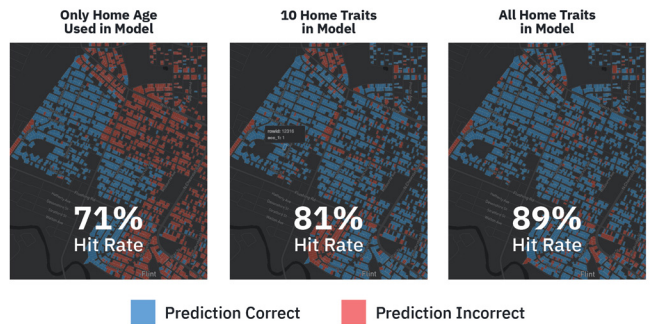 Only Home Age
Used in Model
10 Home Traits
in Model
All Home Traits
in Model
71%
Hit Rate
81%
Hit Rate
89%
Hit Rate
Flint
Flint
Flint
Prediction Correct
Prediction Incorrect